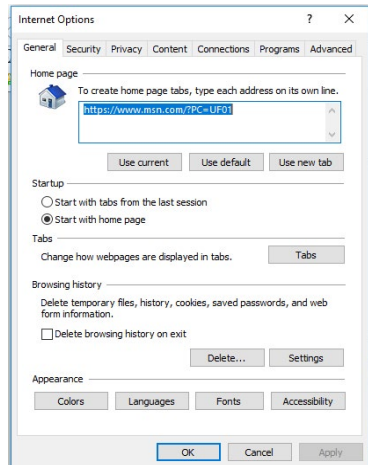 Internet Options
General Security Privacy Content Connections Programs Advanced
Home page
To create home page tabs, type each address on its own line.
https://www.msn.com/?PC=UF01
Use current Use default Use new tab
Startup
Start with tabs from the last session
Start with home page
Tabs
Change how webpages are displayed in tabs. Tabs
Browsing history
Delete temporary files, history, cookies, saved passwords, and web
form information.
Delete browsing history on exit
Delete... Settings
Appearance
Colors Languages Fonts Accessibility
OK Cancel Apply